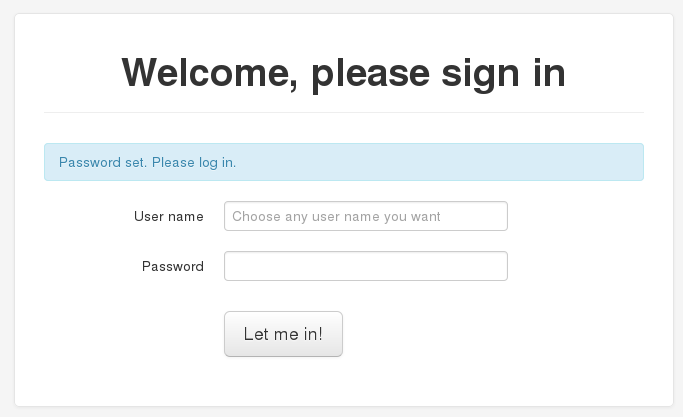 Welcome, please sign in
Password set. Please log in.
User name
Choose any user name you want
Password
Let me in!